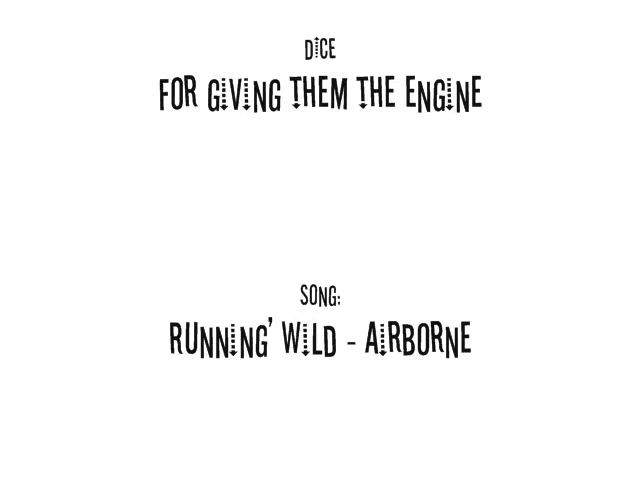 DiCE
FOR GiViNG THEM THE ENGiNE
SONG:
RUNNiNG' WiLD - AiRBORNE